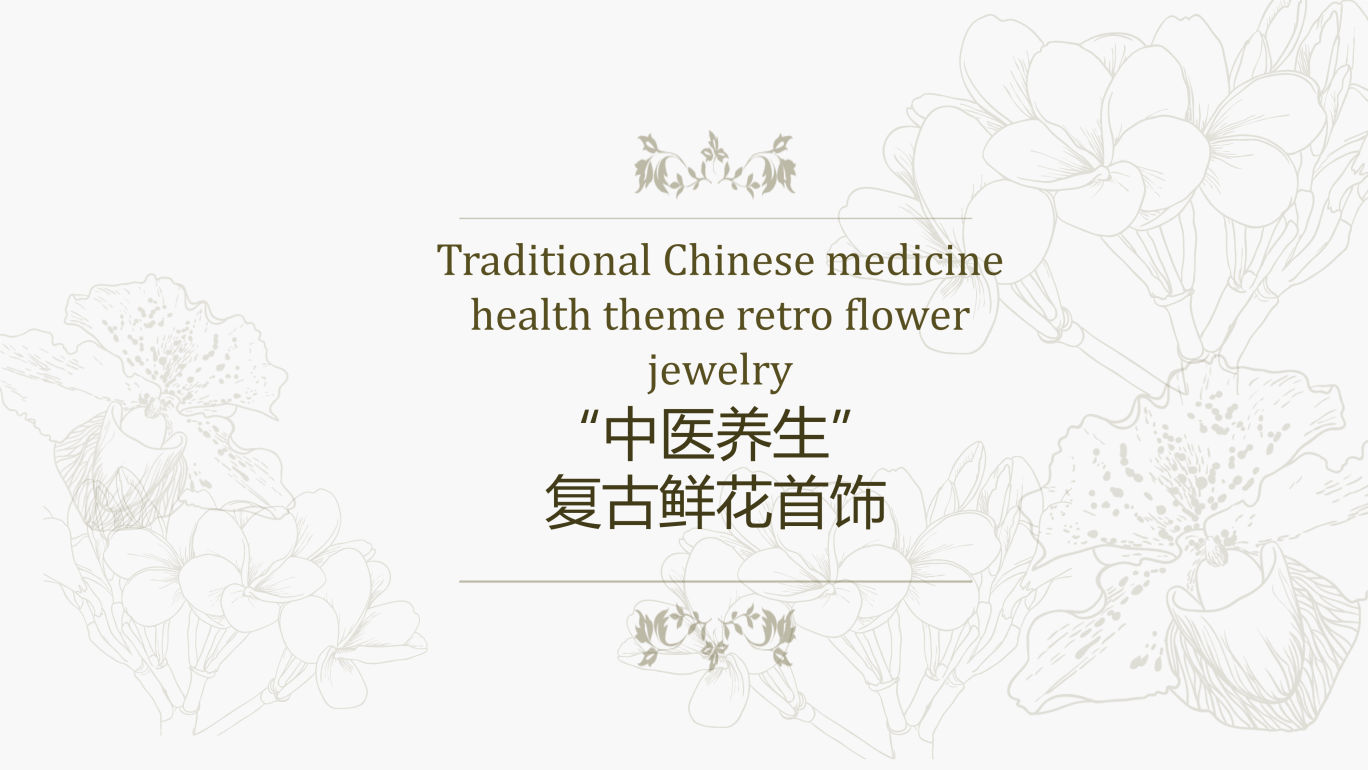 Traditional Chinese medicine
health theme retro flower
jewelry
“中医养生”
复古鲜花首饰